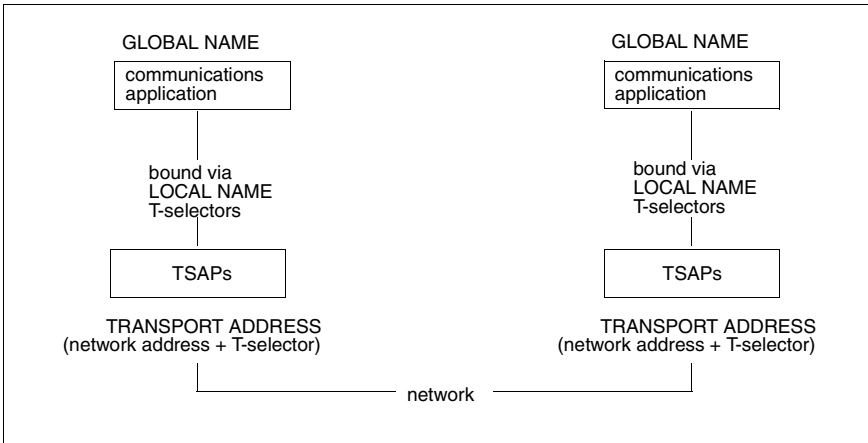 GLOBAL NAME
communications
application
bound via
LOCAL NAME
T-selectors
TSAPs
TRANSPORT ADDRESS
(network address + T-selector)
GLOBAL NAME
communications
application
bound via
LOCAL NAME
T-selectors
TSAPs
TRANSPORT ADDRESS
(network address + T-selector)
network